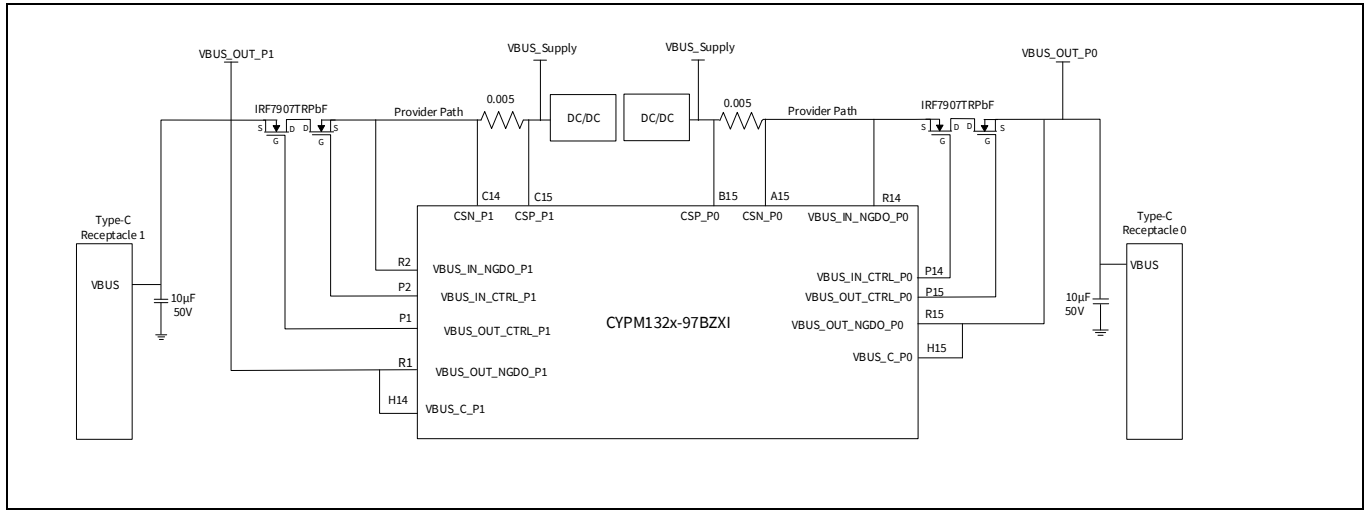 VBUS_OUT_P1
VBUS_Supply
VBUS_Supply
VBUS_OUT_P0
IRF7907TRPbF
Provider Path
0.005
DC/DC
DC/DC
0.005
Provider Path
IRF7907TRPbF
S
G
D
D
G
S
S
G
D
D
G
S
C14
C15
B15
A15
R14
CSN_P1
CSP_P1
CSP_P0
CSN_P0
VBUS_IN_NGDO_P0
Type-C
Receptacle 1
VBUS
10µF
50V
R2
VBUS_IN_NGDO_P1
P2
VBUS_IN_CTRL_P1
P1
VBUS_OUT_CTRL_P1
R1
VBUS_OUT_NGDO_P1
H14
VBUS_C_P1
CYPM132x-97BZXI
VBUS_IN_CTRL_P0
P14
VBUS_OUT_CTRL_P0
P15
VBUS_OUT_NGDO_P0
R15
VBUS_C_P0
H15
10µF
50V
Type-C
Receptacle 0
VBUS